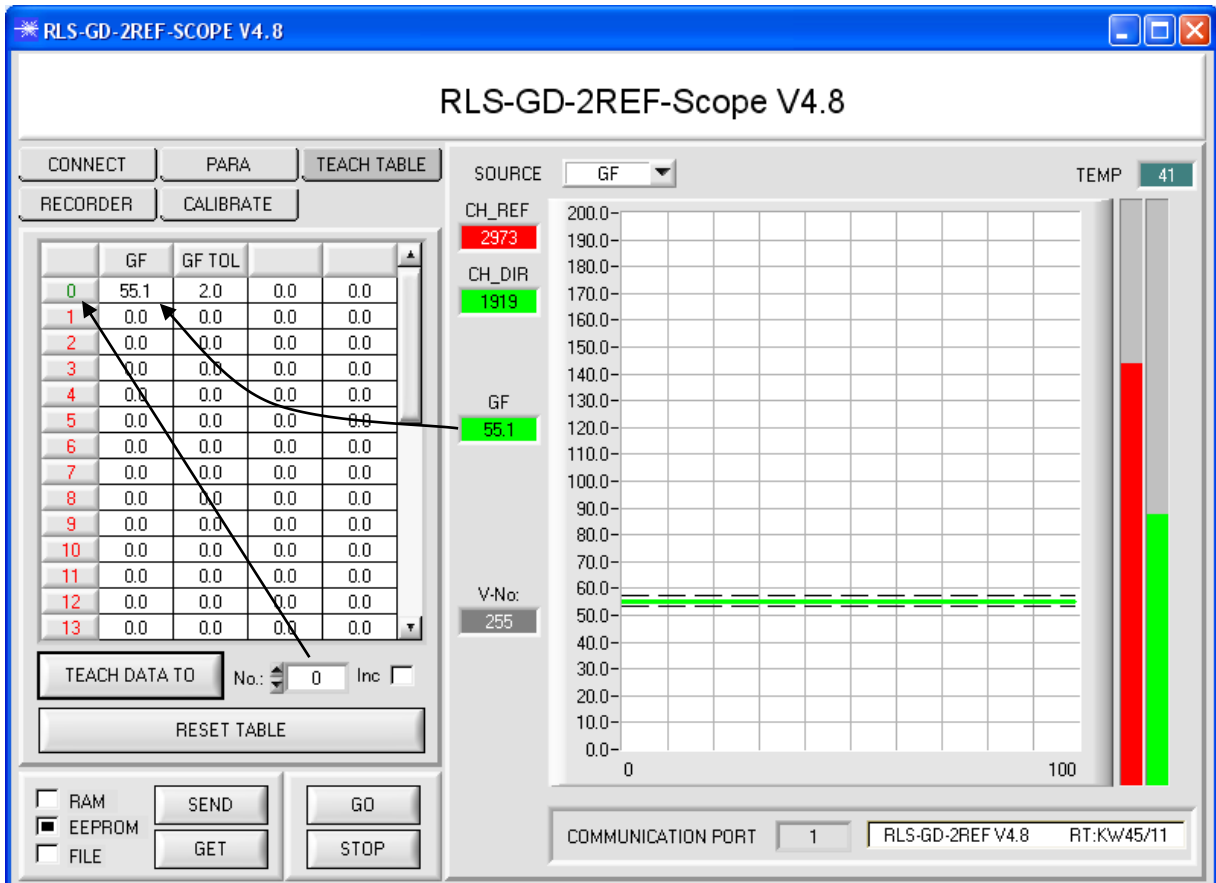 RLS-GD-2REF-SCOPE V4.8
RLS-GD-2REF-Scope V4.8
CONNECT PARA TEACH TABLE
RECORDER CALIBRATE
GF GF TOL
0 55.1 2.0 0.0 0.0
1 0.0 0.0 0.0 0.0
2 0.0 0.0 0.0 0.0
3 0.0 0.0 0.0 0.0
4 0.0 0.0 0.0 0.0
5 0.0 0.0 0.0 0.0
6 0.0 0.0 0.0 0.0
7 0.0 0.0 0.0 0.0
8 0.0 0.0 0.0 0.0
9 0.0 0.0 0.0 0.0
10 0.0 0.0 0.0 0.0
11 0.0 0.0 0.0 0.0
12 0.0 0.0 0.0 0.0
13 0.0 0.0 0.0 0.0
TEACH DATA TO No.: 0 Inc
RESET TABLE
RAM
EEPROM
FILE
SEND
GET
GO
STOP
SOURCE GF
TEMP 41
CH_REF
2973
CH_DIR
1919
GF
55.1
V-No:
255
200.0
190.0
180.0
170.0
160.0
150.0
140.0
130.0
120.0
110.0
100.0
90.0
80.0
70.0
60.0
50.0
40.0
30.0
20.0
10.0
0.0
0 100
COMMUNICATION PORT 1 RLS-GD-2REF V4.8 RT:KW45/11